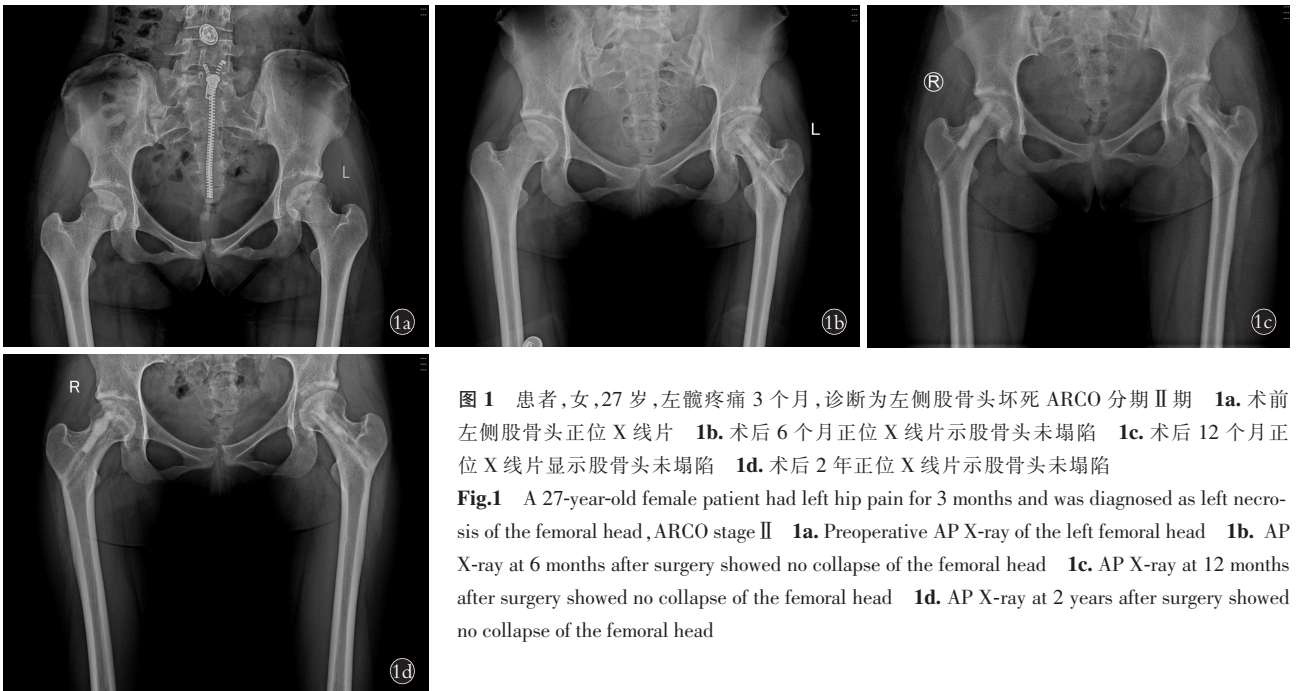 L
1a
L
1b
R
1c
R
1d
图 1 患者,女,27 岁,左髋疼痛 3 个月,诊断为左侧股骨头坏死 ARCO 分期Ⅱ期 1a. 术前
左侧股骨头正位 X 线片 1b. 术后 6 个月正位 X 线片示股骨头未塌陷 1c. 术后 12 个月正
位 X 线片显示股骨头未塌陷 1d. 术后 2 年正位 X 线片示股骨头未塌陷
Fig.1 A 27-year-old female patient had left hip pain for 3 months and was diagnosed as left necro-
sis of the femoral head,ARCO stage Ⅱ 1a. Preoperative AP X-ray of the left femoral head 1b. AP
X-ray at 6 months after surgery showed no collapse of the femoral head 1c. AP X-ray at 12 months
after surgery showed no collapse of the femoral head 1d. AP X-ray at 2 years after surgery showed
no collapse of the femoral head